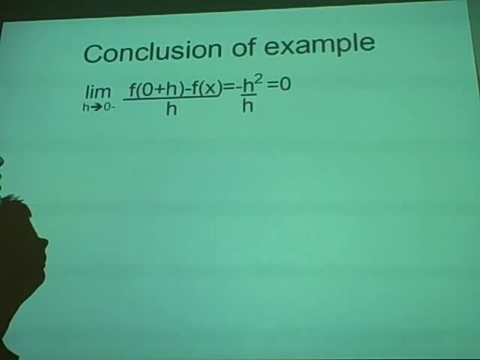 Conclusion of example
lim f(0+h)-f(x)=-h²=0
h➔0- h h